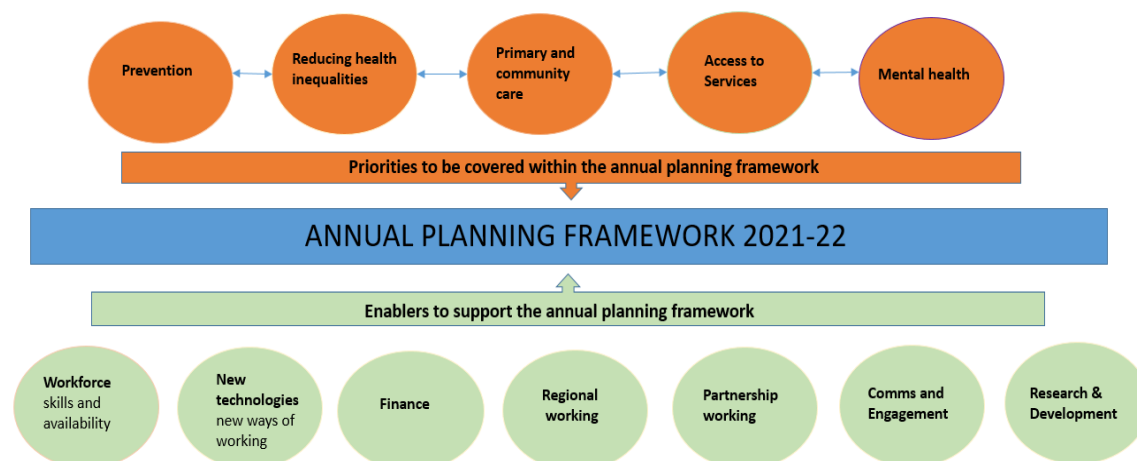 Prevention
Reducing health
inequalities
Primary and
community
care
Access to
Services
Mental health
Priorities to be covered within the annual planning framework
ANNUAL PLANNING FRAMEWORK 2021-22
Enablers to support the annual planning framework
Workforce
skills and
availability
New
technologies
new ways of
working
Finance
Regional
working
Partnership
working
Comms and
Engagement
Research &
Development